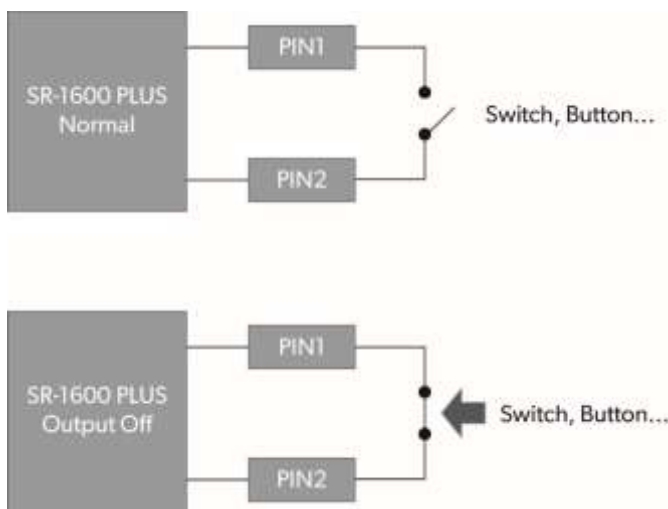 PIN1
SR-1600 PLUS
Normal
Switch, Button...
PIN2
PIN1
SR-1600 PLUS
Output Off
Switch, Button...
PIN2